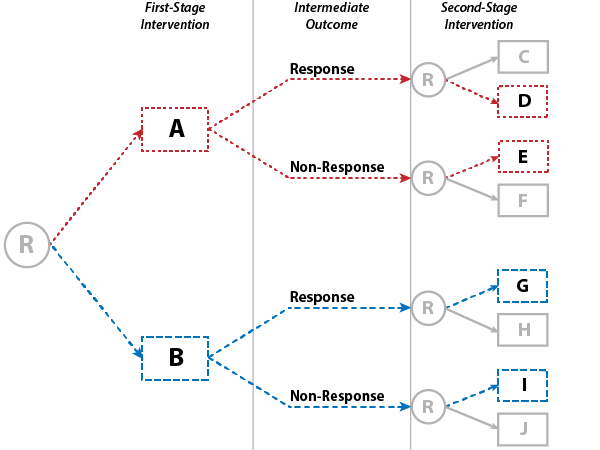 First-Stage
Intervention
Intermediate
Outcome
Second-Stage
Intervention
Response
R
C
D
A
Non-Response
R
E
F
R
Response
R
G
H
B
Non-Response
R
I
J